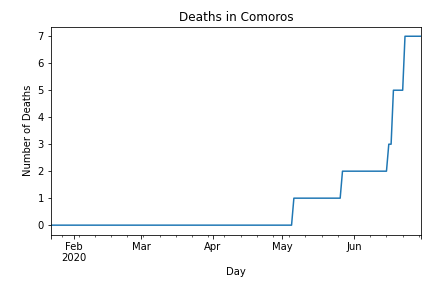 Deaths in Comoros
Number of Deaths
7
6
5
4
3
2
1
0
Feb
2020
Mar
Apr
May
Jun
Day